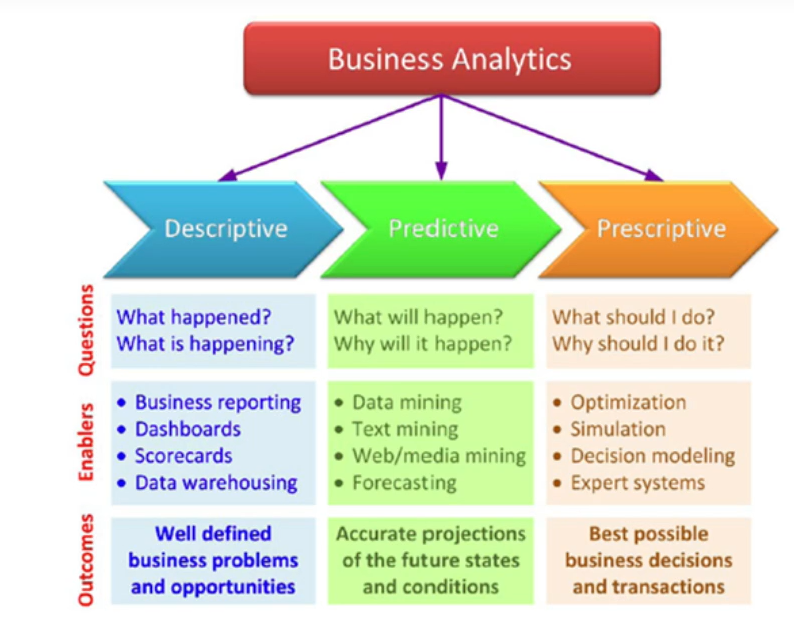 Business Analytics
Descriptive
Predictive
Prescriptive
Questions
What happened?
What is happening?
What will happen?
Why will it happen?
What should I do?
Why should I do it?
Enablers
• Business reporting
• Dashboards
• Scorecards
• Data warehousing
• Data mining
• Text mining
• Web/media mining
• Forecasting
• Optimization
• Simulation
• Decision modeling
• Expert systems
Outcomes
Well defined
business problems
and opportunities
Accurate projections
of the future states
and conditions
Best possible
business decisions
and transactions